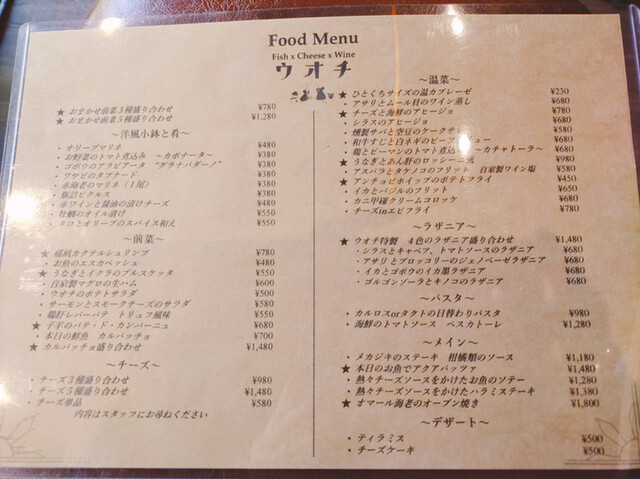 Food Menu
Fish x Cheese x Wine
ウオチ
★ おまかせ前菜3種盛り合わせ ¥780
★ おまかせ前菜5種盛り合わせ ¥1,280
～洋風小鉢と肴～
・オリーブマリネ ¥480
・お野菜のトマト煮込み ～カポナータ～ ¥380
・ゴボウのアラビアータ “グラナパダーノ” ¥380
・ワサビのタプナード ¥380
・赤海老のマリネ（1尾） ¥380
・瓶詰ピクルス ¥380
・赤ワインと醤油の漬けチーズ ¥480
・牡蠣のオイル漬け ¥550
・タコとオリーブのスパイス和え ¥550
～前菜～
★ 痛風カクテルシュリンプ ¥780
・お魚のエスカベッシュ ¥480
★ うなぎとイクラのブルスケッタ ¥550
・自家製マグロの生ハム ¥600
・ウオチのポテトサラダ ¥500
・サーモンとスモークチーズのサラダ ¥580
・鶏肝レバーパテ トリュフ風味 ¥550
★ 子羊のパテ・ド・カンパーニュ ¥680
・本日の鮮魚 カルパッチョ ¥700
★ カルパッチョ盛り合わせ ¥1,480
～チーズ～
・チーズ3種盛り合わせ ¥980
・チーズ5種盛り合わせ ¥1,480
・チーズ単品 ¥580
内容はスタッフにお尋ねください
～温菜～
★ ひとくちサイズの温カプレーゼ ¥230
・アサリとムール貝のワイン蒸し ¥680
★ チーズと海鮮のアヒージョ ¥780
・シラスのアヒージョ ¥680
・燻製サバと空豆のケークサレ
・和牛すじと白ネギの
・鶏とピーマンのトマト煮込み ～カチャトーラ～ ¥680
★ うなぎとあん肝のロッシーニ ¥980
・アスパラとタケノコのフリット 自家製ワイン塩 ¥580
★ アンチョビホイップのポテトフライ ¥450
・イカとバジルのフリット ¥650
・カニ甲羅クリームコロッケ ¥680
・チーズinエビフライ ¥780
～ラザニア～
★ ウオチ特製 4色のラザニア盛り合わせ ¥1,480
・シラスとキャベツ、トマトソースのラザニア ¥680
・アサリとブロッコリーのジェノベーゼラザニア ¥680
・イカとゴボウのイカ墨ラザニア ¥680
・ゴルゴンゾーラとキノコのラザニア ¥680
～パスタ～
・カルロスorタクトの日替わりパスタ ¥980
・海鮮のトマトソース ペスカトーレ ¥1,280
～メイン～
・メカジキのステーキ 柑橘類のソース ¥1,180
★ 本日のお魚でアクアパッツァ ¥1,480
・熱々チーズソースをかけたお魚のソテー ¥1,280
★ 熱々チーズソースをかけたハラミステーキ ¥1,380
★ オマール海老のオーブン焼き ¥1,800
～デザート～
・ティラミス ¥500
・チーズケーキ ¥500